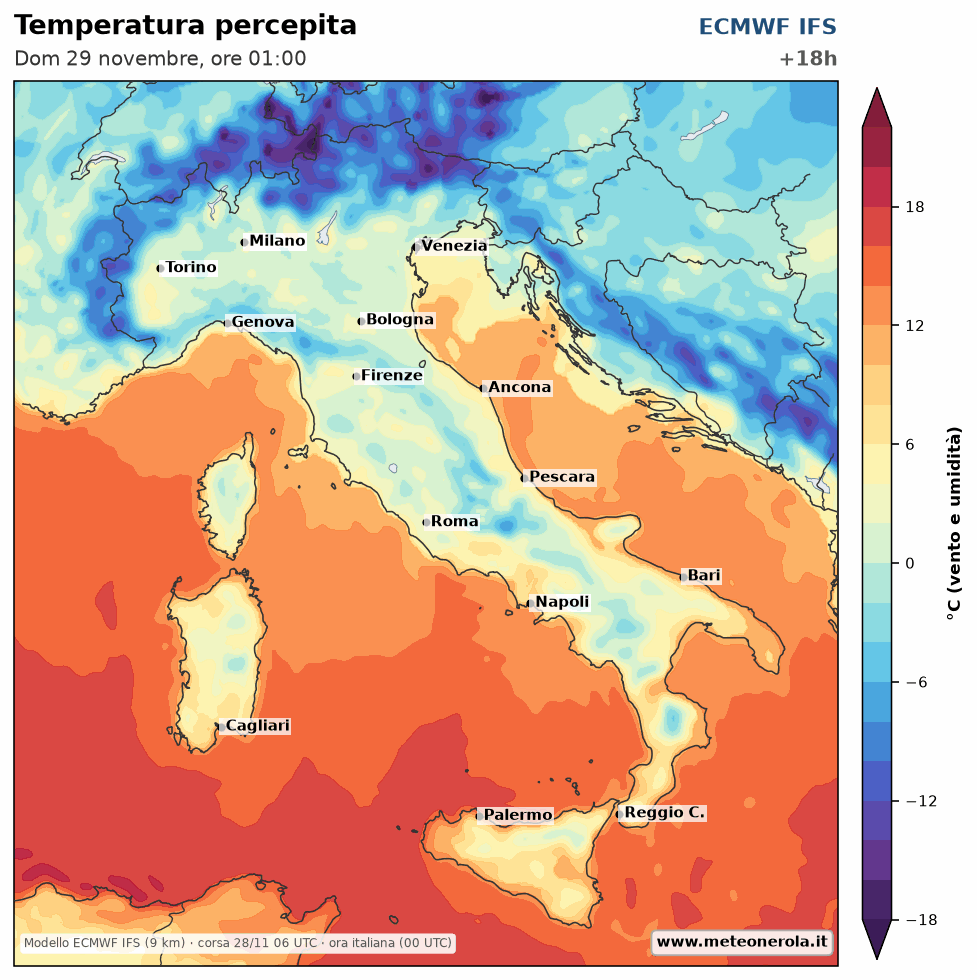 Temperatura percepita
ECMWF IFS
Dom 29 novembre, ore 01:00
+18h
Milano
Venezia
Torino
Genova
Bologna
Firenze
Ancona
Pescara
Roma
Bari
Napoli
Cagliari
Palermo
Reggio C.
18
12
6
0
−6
−12
−18
°C (vento e umidità)
Modello ECMWF IFS (9 km) · corsa 28/11 06 UTC · ora italiana (00 UTC)
www.meteonerola.it